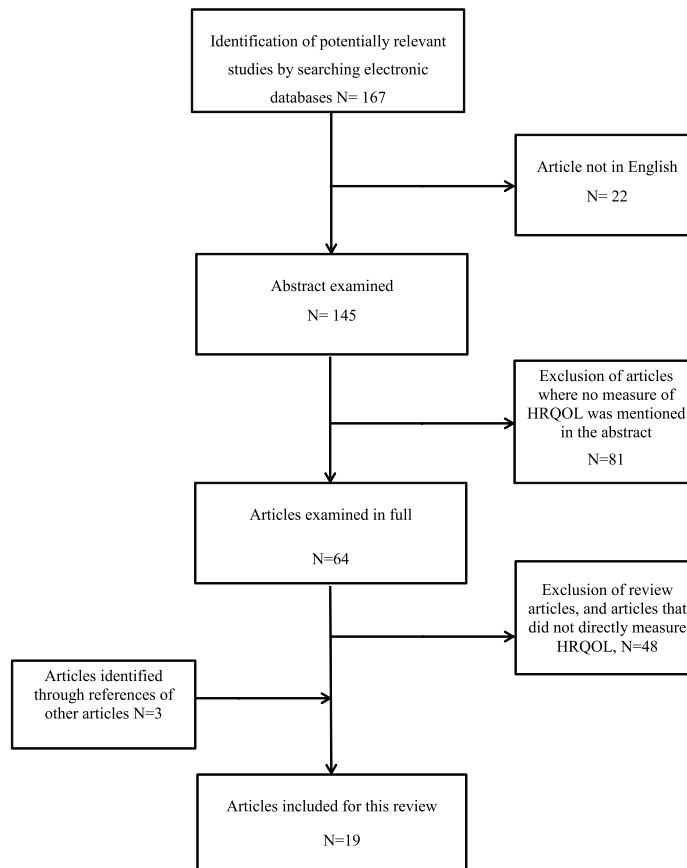 Identification of potentially relevant
studies by searching electronic
databases N= 167
Article not in English
N= 22
Abstract examined
N= 145
Exclusion of articles
where no measure of
HRQOL was mentioned
in the abstract
N=81
Articles examined in full
N=64
Exclusion of review
articles, and articles that
did not directly measure
HRQOL, N=48
Articles identified
through references of
other articles N=3
Articles included for this review
N=19